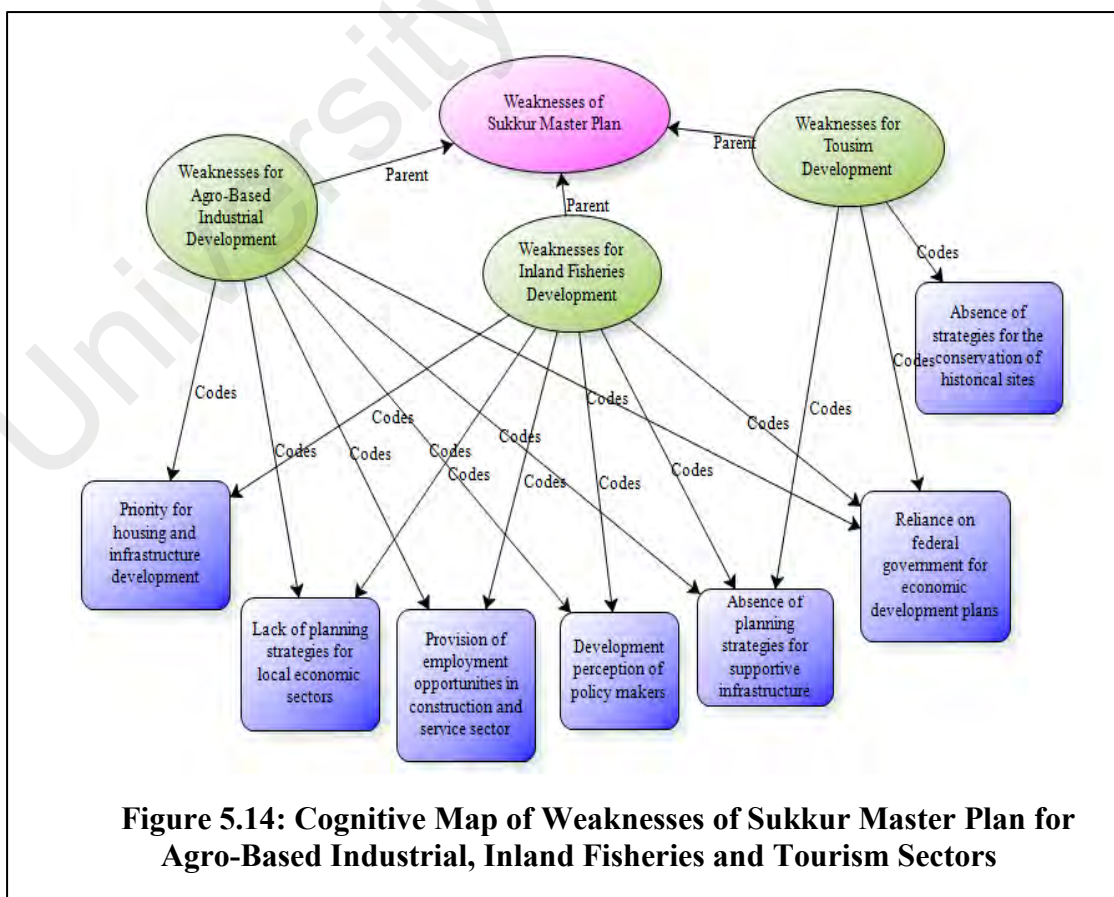 University
Weaknesses of
Sukkur Master Plan
Weaknesses for
Tousim
Development
Weaknesses for
Agro-Based
Industrial
Development
Parent
Parent
Parent
Weaknesses for
Inland Fisheries
Development
Codes
Absence of
strategies for the
conservation of
historical sites
Codes
Codes
Codes
Codes
Codes
Codes
Codes
Codes
Codes
Codes
Codes
Codes
Codes
Codes
Priority for
housing and
infrastructure
development
Lack of planning
strategies for
local economic
sectors
Provision of
employment
opportunities in
construction and
service sector
Development
perception of
policy makers
Absence of
planning
strategies for
supportive
infrastructure
Reliance on
federal
government for
economic
development plans
Figure 5.14: Cognitive Map of Weaknesses of Sukkur Master Plan for
Agro-Based Industrial, Inland Fisheries and Tourism Sectors